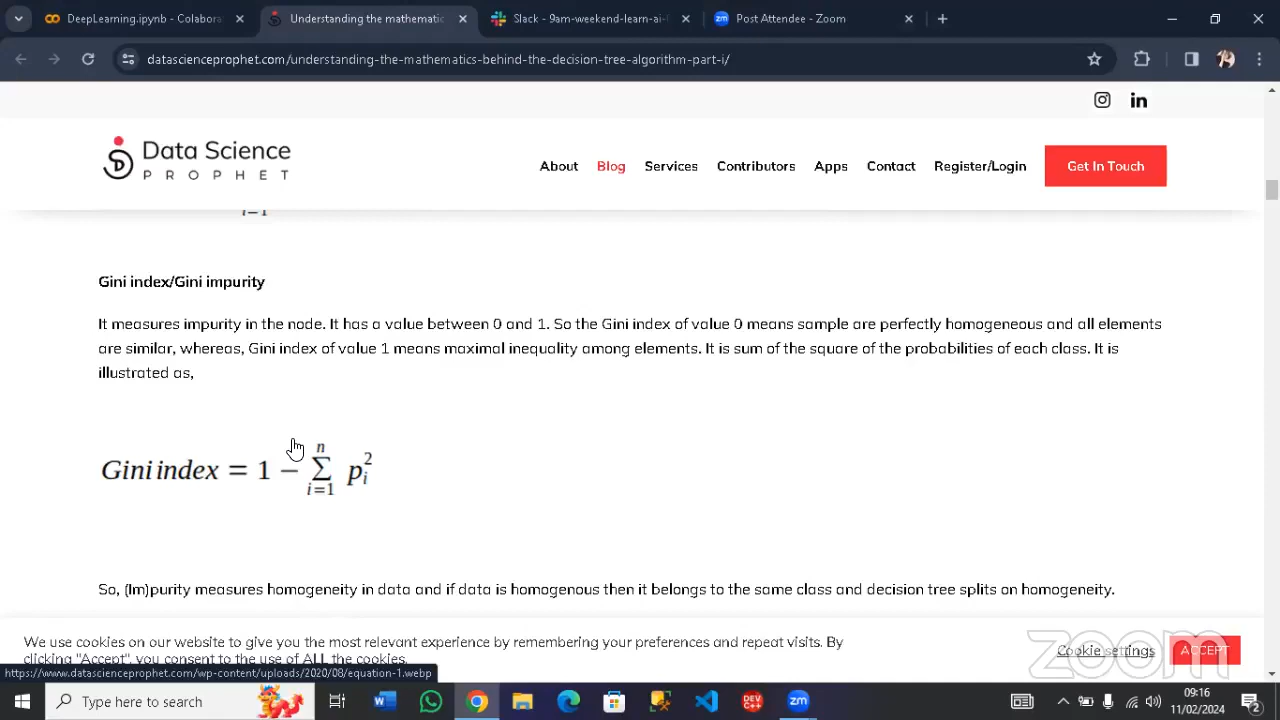 DeepLearning.ipynb - Colabora
Understanding the mathematic
Slack - 9am-weekend-learn-ai-
Post Attendee - Zoom
datascienceprophet.com/understanding-the-mathematics-behind-the-decision-tree-algorithm-part-i/
Data Science
PROPHET
About Blog Services Contributors Apps Contact Register/Login Get In Touch
i=1
Gini index/Gini impurity
It measures impurity in the node. It has a value between 0 and 1. So the Gini index of value 0 means sample are perfectly homogeneous and all elements
are similar, whereas, Gini index of value 1 means maximal inequality among elements. It is sum of the square of the probabilities of each class. It is
illustrated as,
Gini index = 1 − ∑ᵢ₌₁ⁿ pᵢ²
So, (Im)purity measures homogeneity in data and if data is homogenous then it belongs to the same class and decision tree splits on homogeneity.
We use cookies on our website to give you the most relevant experience by remembering your preferences and repeat visits. By
clicking "Accept", you consent to the use of ALL the cookies.
Cookie settings
ACCEPT
zoom
https://www.datascienceprophet.com/wp-content/uploads/2020/08/equation-1.webp
Type here to search
09:16
11/02/2024
2